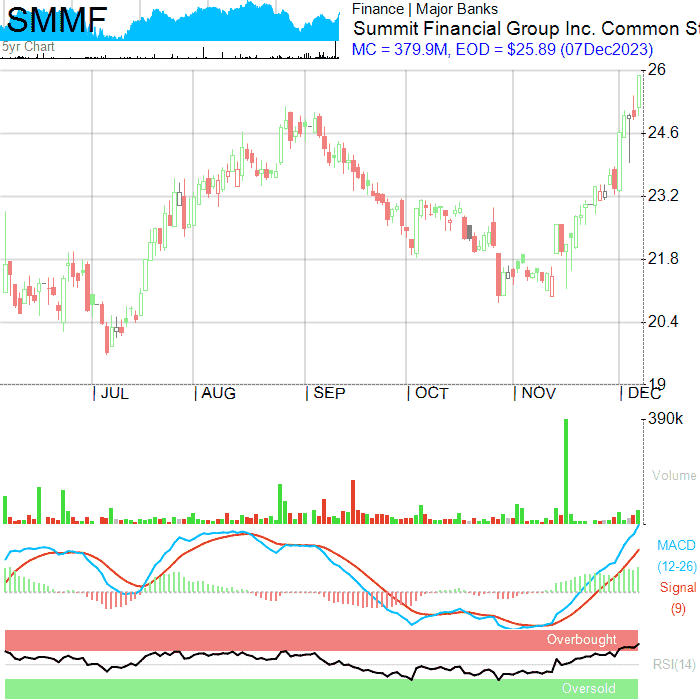 SMMF
5yr Chart
Finance | Major Banks
Summit Financial Group Inc. Common St
MC = 379.9M, EOD = $25.89 (07Dec2023)
26
24.6
23.2
21.8
20.4
19
JUL AUG SEP OCT NOV DEC
390k
Volume
MACD
(12-26)
Signal
(9)
Overbought
RSI(14)
Oversold